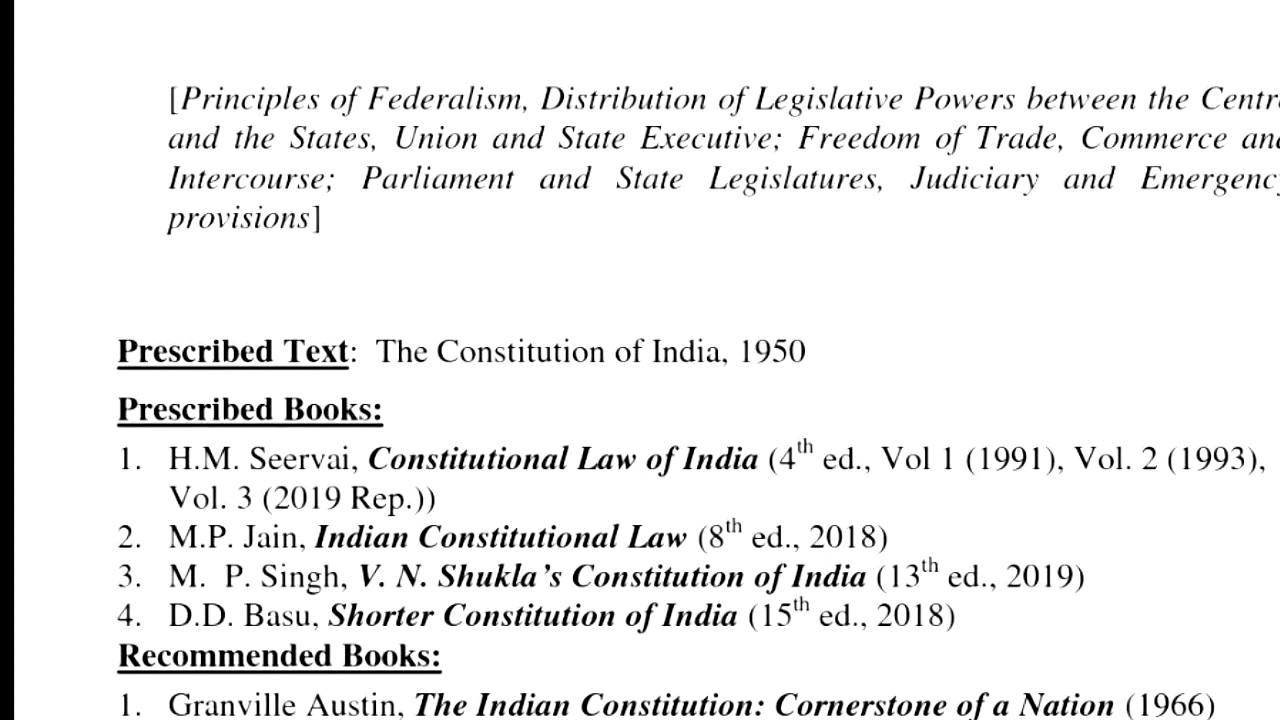 [Principles of Federalism, Distribution of Legislative Powers between the Centr
and the States, Union and State Executive; Freedom of Trade, Commerce an
Intercourse; Parliament and State Legislatures, Judiciary and Emergency
provisions]
Prescribed Text: The Constitution of India, 1950
Prescribed Books:
1. H.M. Seervai, Constitutional Law of India (4th ed., Vol 1 (1991), Vol. 2 (1993),
Vol. 3 (2019 Rep.))
2. M.P. Jain, Indian Constitutional Law (8th ed., 2018)
3. M. P. Singh, V. N. Shukla's Constitution of India (13th ed., 2019)
4. D.D. Basu, Shorter Constitution of India (15th ed., 2018)
Recommended Books:
1. Granville Austin, The Indian Constitution: Cornerstone of a Nation (1966)